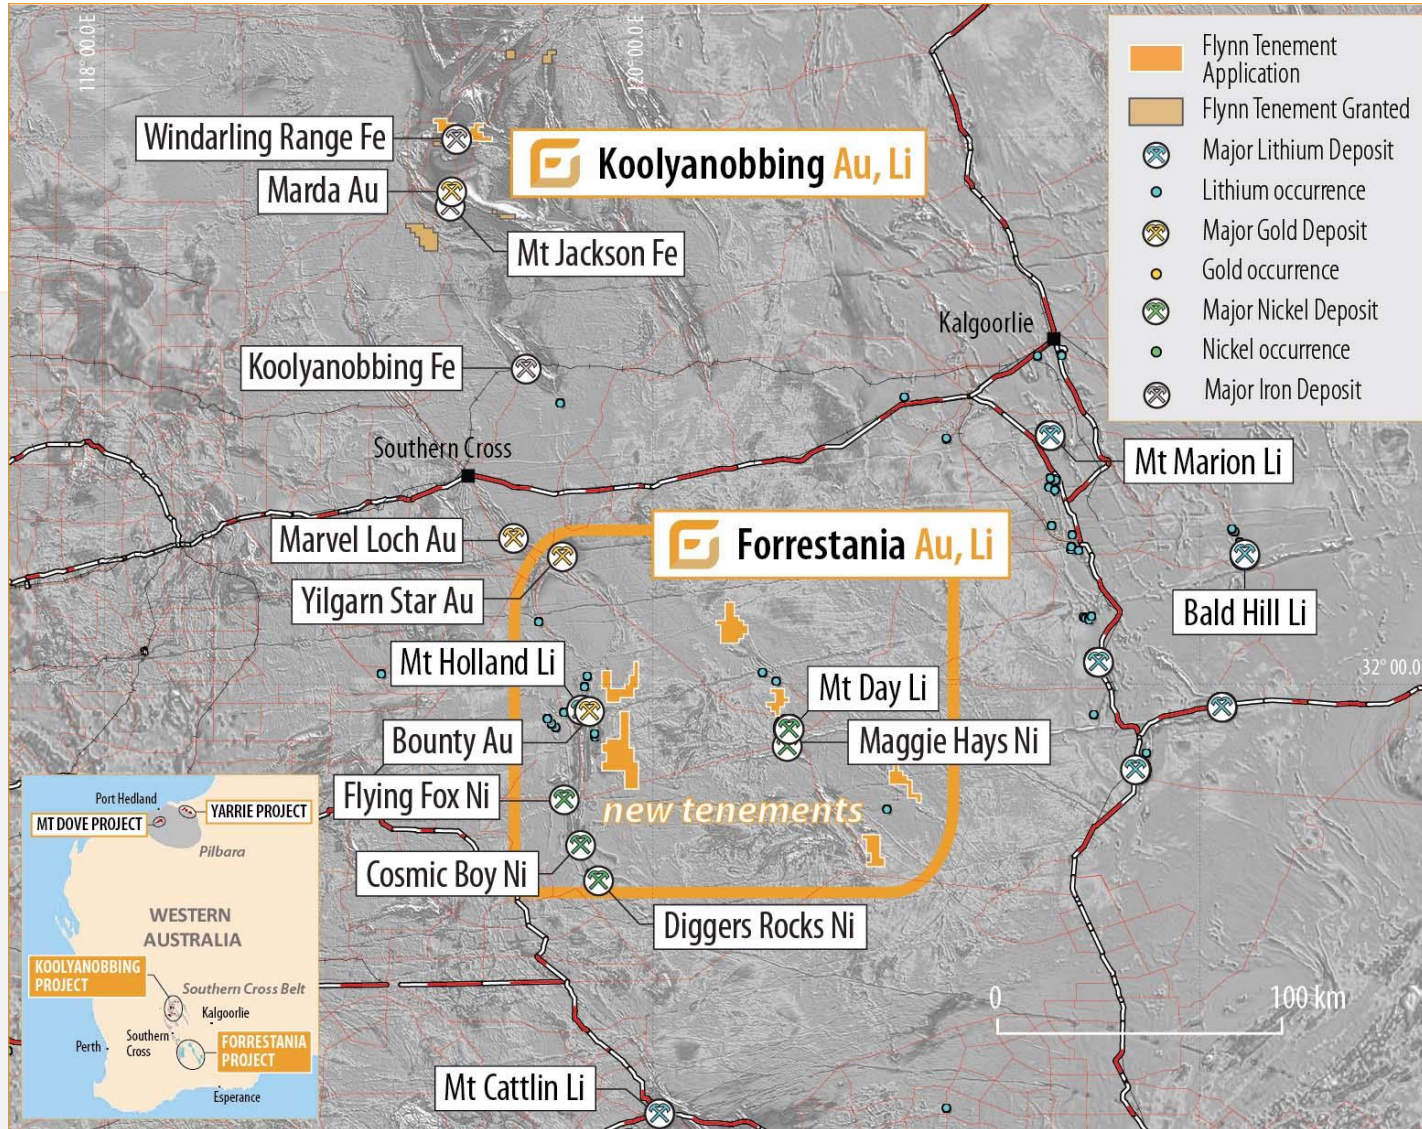 118° 00.0'E
120° 00.0'E
Flynn Tenement
Application
Flynn Tenement Granted
Major Lithium Deposit
Lithium occurrence
Major Gold Deposit
Gold occurrence
Major Nickel Deposit
Nickel occurrence
Major Iron Deposit
Windarling Range Fe
Koolyanobbing Au, Li
Marda Au
Mt Jackson Fe
Kalgoorlie
Koolyanobbing Fe
Southern Cross
Mt Marion Li
Marvel Loch Au
Forrestania Au, Li
Yilgarn Star Au
Bald Hill Li
Mt Holland Li
32° 00.0
Mt Day Li
Bounty Au
Maggie Hays Ni
Flying Fox Ni
new tenements
Cosmic Boy Ni
Diggers Rocks Ni
0
100 km
Mt Cattlin Li
Port Hedland
YARRIE PROJECT
MT DOVE PROJECT
Pilbara
WESTERN
AUSTRALIA
KOOLYANOBBING
PROJECT
Southern Cross Belt
Kalgoorlie
Southern
Cross
Perth
FORRESTANIA
PROJECT
Esperance